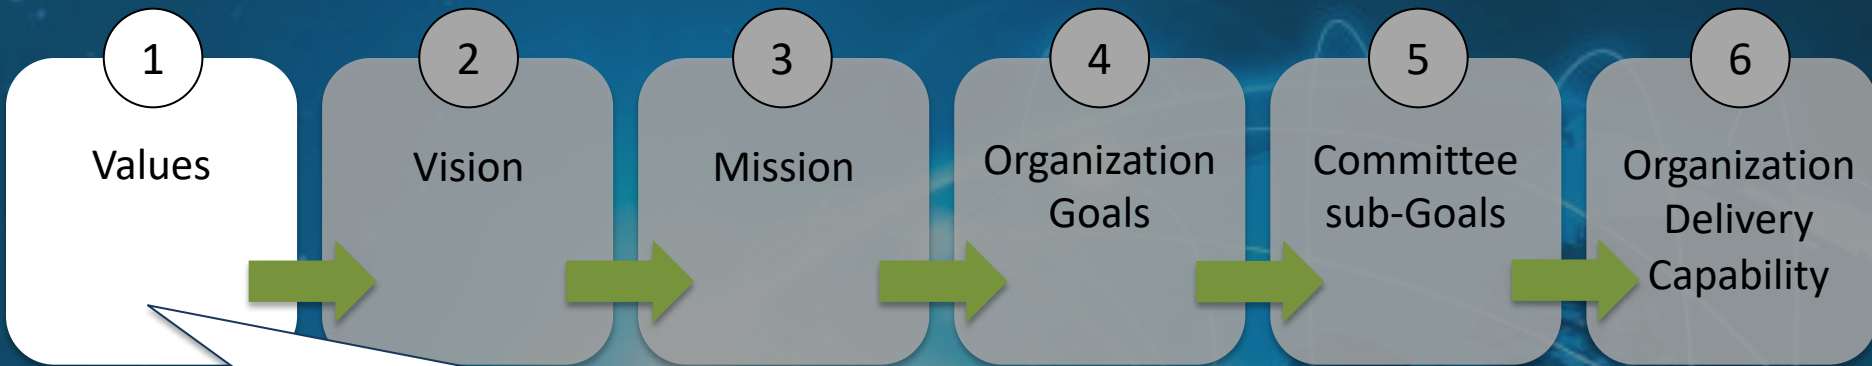 1
Values
2
Vision
3
Mission
4
Organization
Goals
5
Committee
sub-Goals
6
Organization
Delivery
Capability